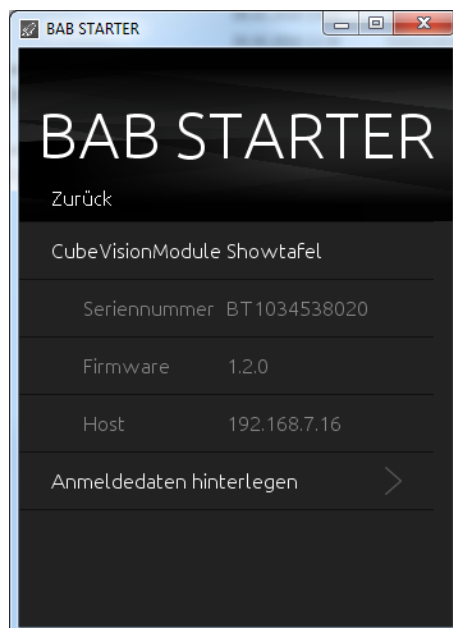 BAB STARTER
BAB STARTER
Zurück
CubeVisionModule Showtafel
Seriennummer BT1034538020
Firmware 1.2.0
Host 192.168.7.16
Anmeldedaten hinterlegen